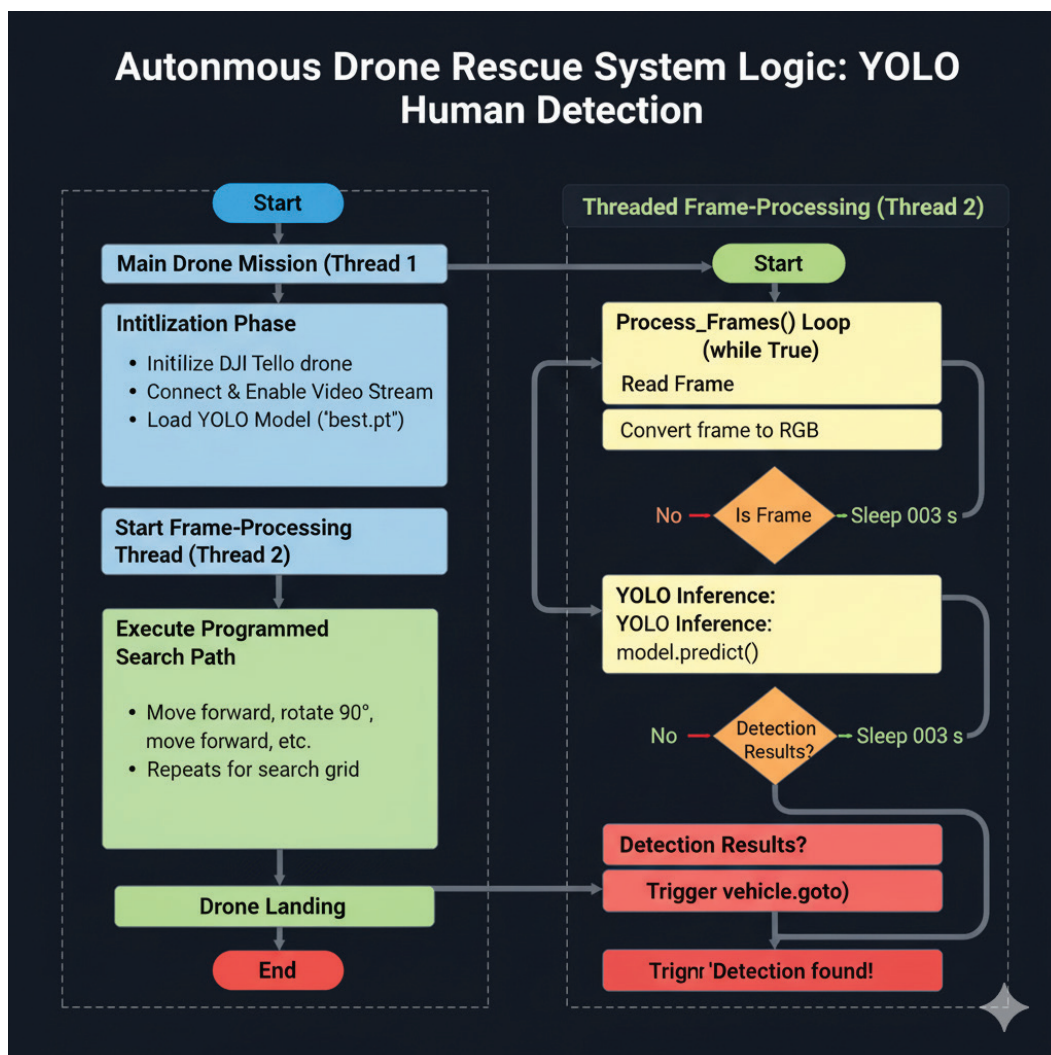 Autonmous Drone Rescue System Logic: YOLO
Human Detection
Start
Main Drone Mission (Thread 1
Intitlization Phase
• Initilize DJI Tello drone
• Connect & Enable Video Stream
• Load YOLO Model ("best.pt")
Start Frame-Processing
Thread (Thread 2)
Execute Programmed
Search Path
• Move forward, rotate 90°,
move forward, etc.
• Repeats for search grid
Drone Landing
End
Threaded Frame-Processing (Thread 2)
Start
Process_Frames() Loop
(while True)
Read Frame
Convert frame to RGB
No
Is Frame
Sleep 003 s
YOLO Inference:
YOLO Inference:
model.predict()
No
Detection
Results?
Sleep 003 s
Detection Results?
Trigger vehicle.goto)
'Detection found!